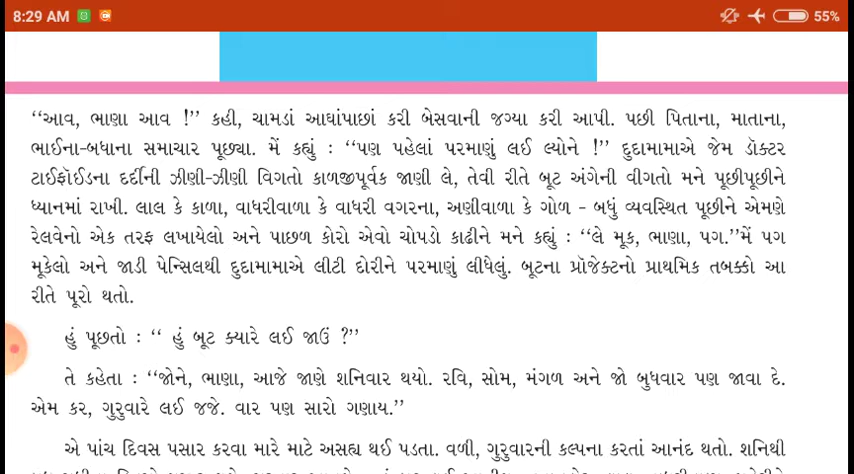 8:29 AM
55%
“આવ, ભાણા આવ !” કહી, ચામડાં આઘાંપાછાં કરી બેસવાની જગ્યા કરી આપી. પછી પિતાના, માતાના,
ભાઈના-બધાના સમાચાર પૂછ્યા. મેં કહ્યું : “પણ પહેલાં પરમાણું લઈ લ્યોને !” દુદામામાએ જેમ ડૉક્ટર
ટાઈફૉઈડના દર્દીની ઝીણી-ઝીણી વિગતો કાળજીપૂર્વક જાણી લે, તેવી રીતે બૂટ અંગેની વીગતો મને પૂછીપૂછીને
ધ્યાનમાં રાખી. લાલ કે કાળા, વાધરીવાળા કે વાધરી વગરના, અણીવાળા કે ગોળ - બધું વ્યવસ્થિત પૂછીને એમણે
રેલવેનો એક તરફ લખાયેલો અને પાછળ કોરો એવો ચોપડો કાઢીને મને કહ્યું : “લે મૂક, ભાણા, પગ.”મેં પગ
મૂકેલો અને જાડી પેન્સિલથી દુદામામાએ લીટી દોરીને પરમાણું લીધેલું. બૂટના પ્રૉજેક્ટનો પ્રાથમિક તબક્કો આ
રીતે પૂરો થતો.
હું પૂછતો : “ હું બૂટ ક્યારે લઈ જાઉં ?”
તે કહેતા : “જોને, ભાણા, આજે જાણે શનિવાર થયો. રવિ, સોમ, મંગળ અને જો બુધવાર પણ જાવા દે.
એમ કર, ગુરુવારે લઈ જજે. વાર પણ સારો ગણાય.”
એ પાંચ દિવસ પસાર કરવા મારે માટે અસહ્ય થઈ પડતા. વળી, ગુરુવારની કલ્પના કરતાં આનંદ થતો. શનિથી